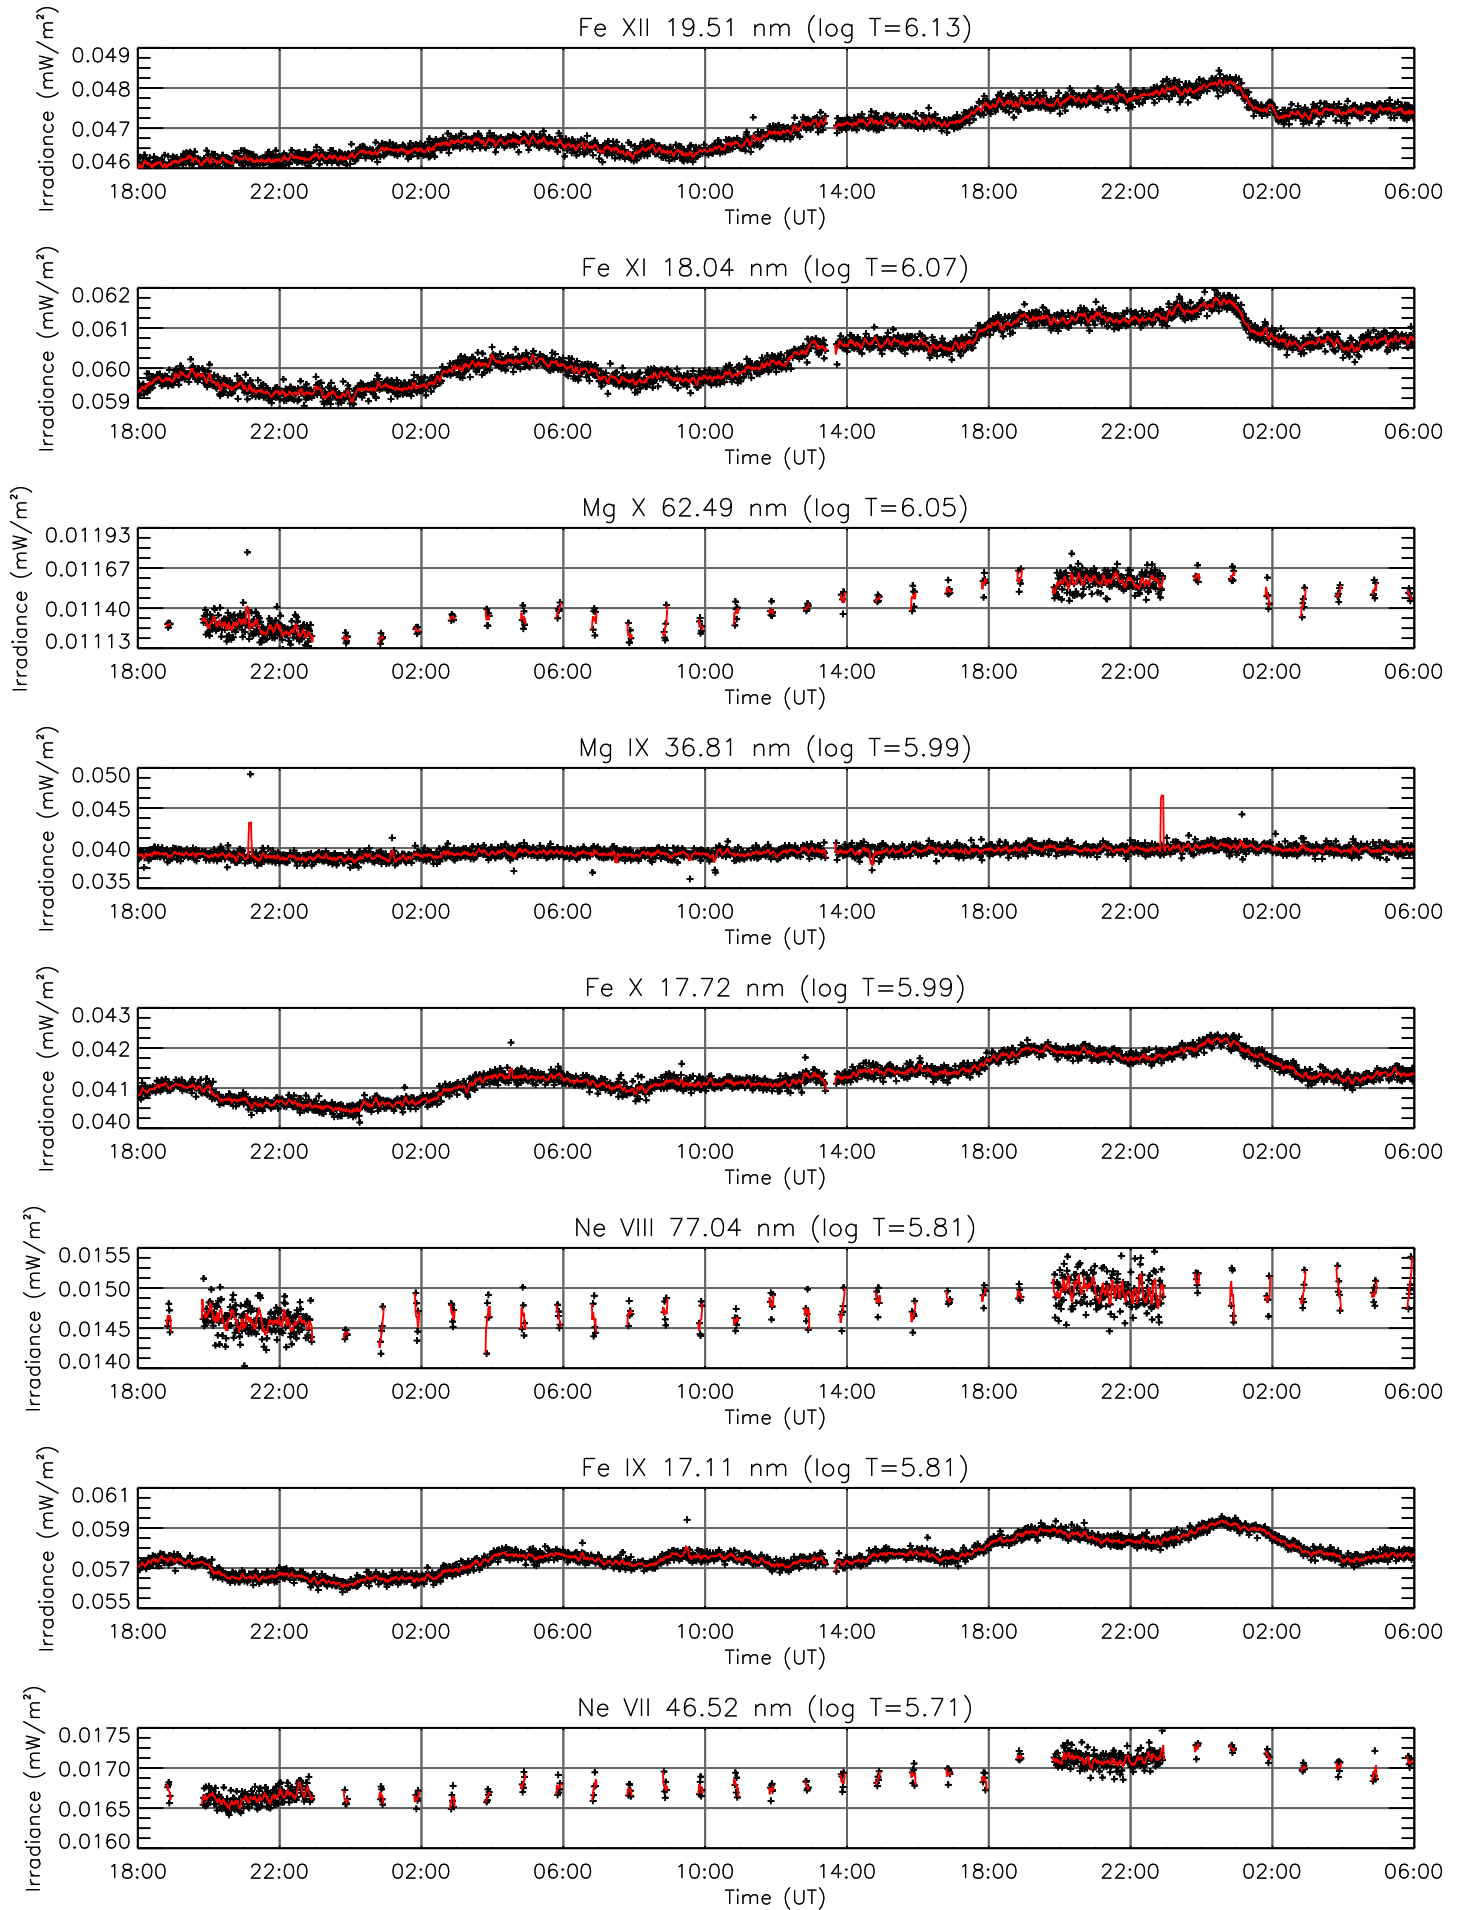 Fe XII 19.51 nm (log T=6.13)
Irradiance (mW/m²)
0.049
0.048
0.047
0.046
18:00 22:00 02:00 06:00 10:00 14:00 18:00 22:00 02:00 06:00
Time (UT)
Fe XI 18.04 nm (log T=6.07)
Irradiance (mW/m²)
0.062
0.061
0.060
0.059
18:00 22:00 02:00 06:00 10:00 14:00 18:00 22:00 02:00 06:00
Time (UT)
Mg X 62.49 nm (log T=6.05)
Irradiance (mW/m²)
0.01193
0.01167
0.01140
0.01113
18:00 22:00 02:00 06:00 10:00 14:00 18:00 22:00 02:00 06:00
Time (UT)
Mg IX 36.81 nm (log T=5.99)
Irradiance (mW/m²)
0.050
0.045
0.040
0.035
18:00 22:00 02:00 06:00 10:00 14:00 18:00 22:00 02:00 06:00
Time (UT)
Fe X 17.72 nm (log T=5.99)
Irradiance (mW/m²)
0.043
0.042
0.041
0.040
18:00 22:00 02:00 06:00 10:00 14:00 18:00 22:00 02:00 06:00
Time (UT)
Ne VIII 77.04 nm (log T=5.81)
Irradiance (mW/m²)
0.0155
0.0150
0.0145
0.0140
18:00 22:00 02:00 06:00 10:00 14:00 18:00 22:00 02:00 06:00
Time (UT)
Fe IX 17.11 nm (log T=5.81)
Irradiance (mW/m²)
0.061
0.059
0.057
0.055
18:00 22:00 02:00 06:00 10:00 14:00 18:00 22:00 02:00 06:00
Time (UT)
Ne VII 46.52 nm (log T=5.71)
Irradiance (mW/m²)
0.0175
0.0170
0.0165
0.0160
18:00 22:00 02:00 06:00 10:00 14:00 18:00 22:00 02:00 06:00
Time (UT)